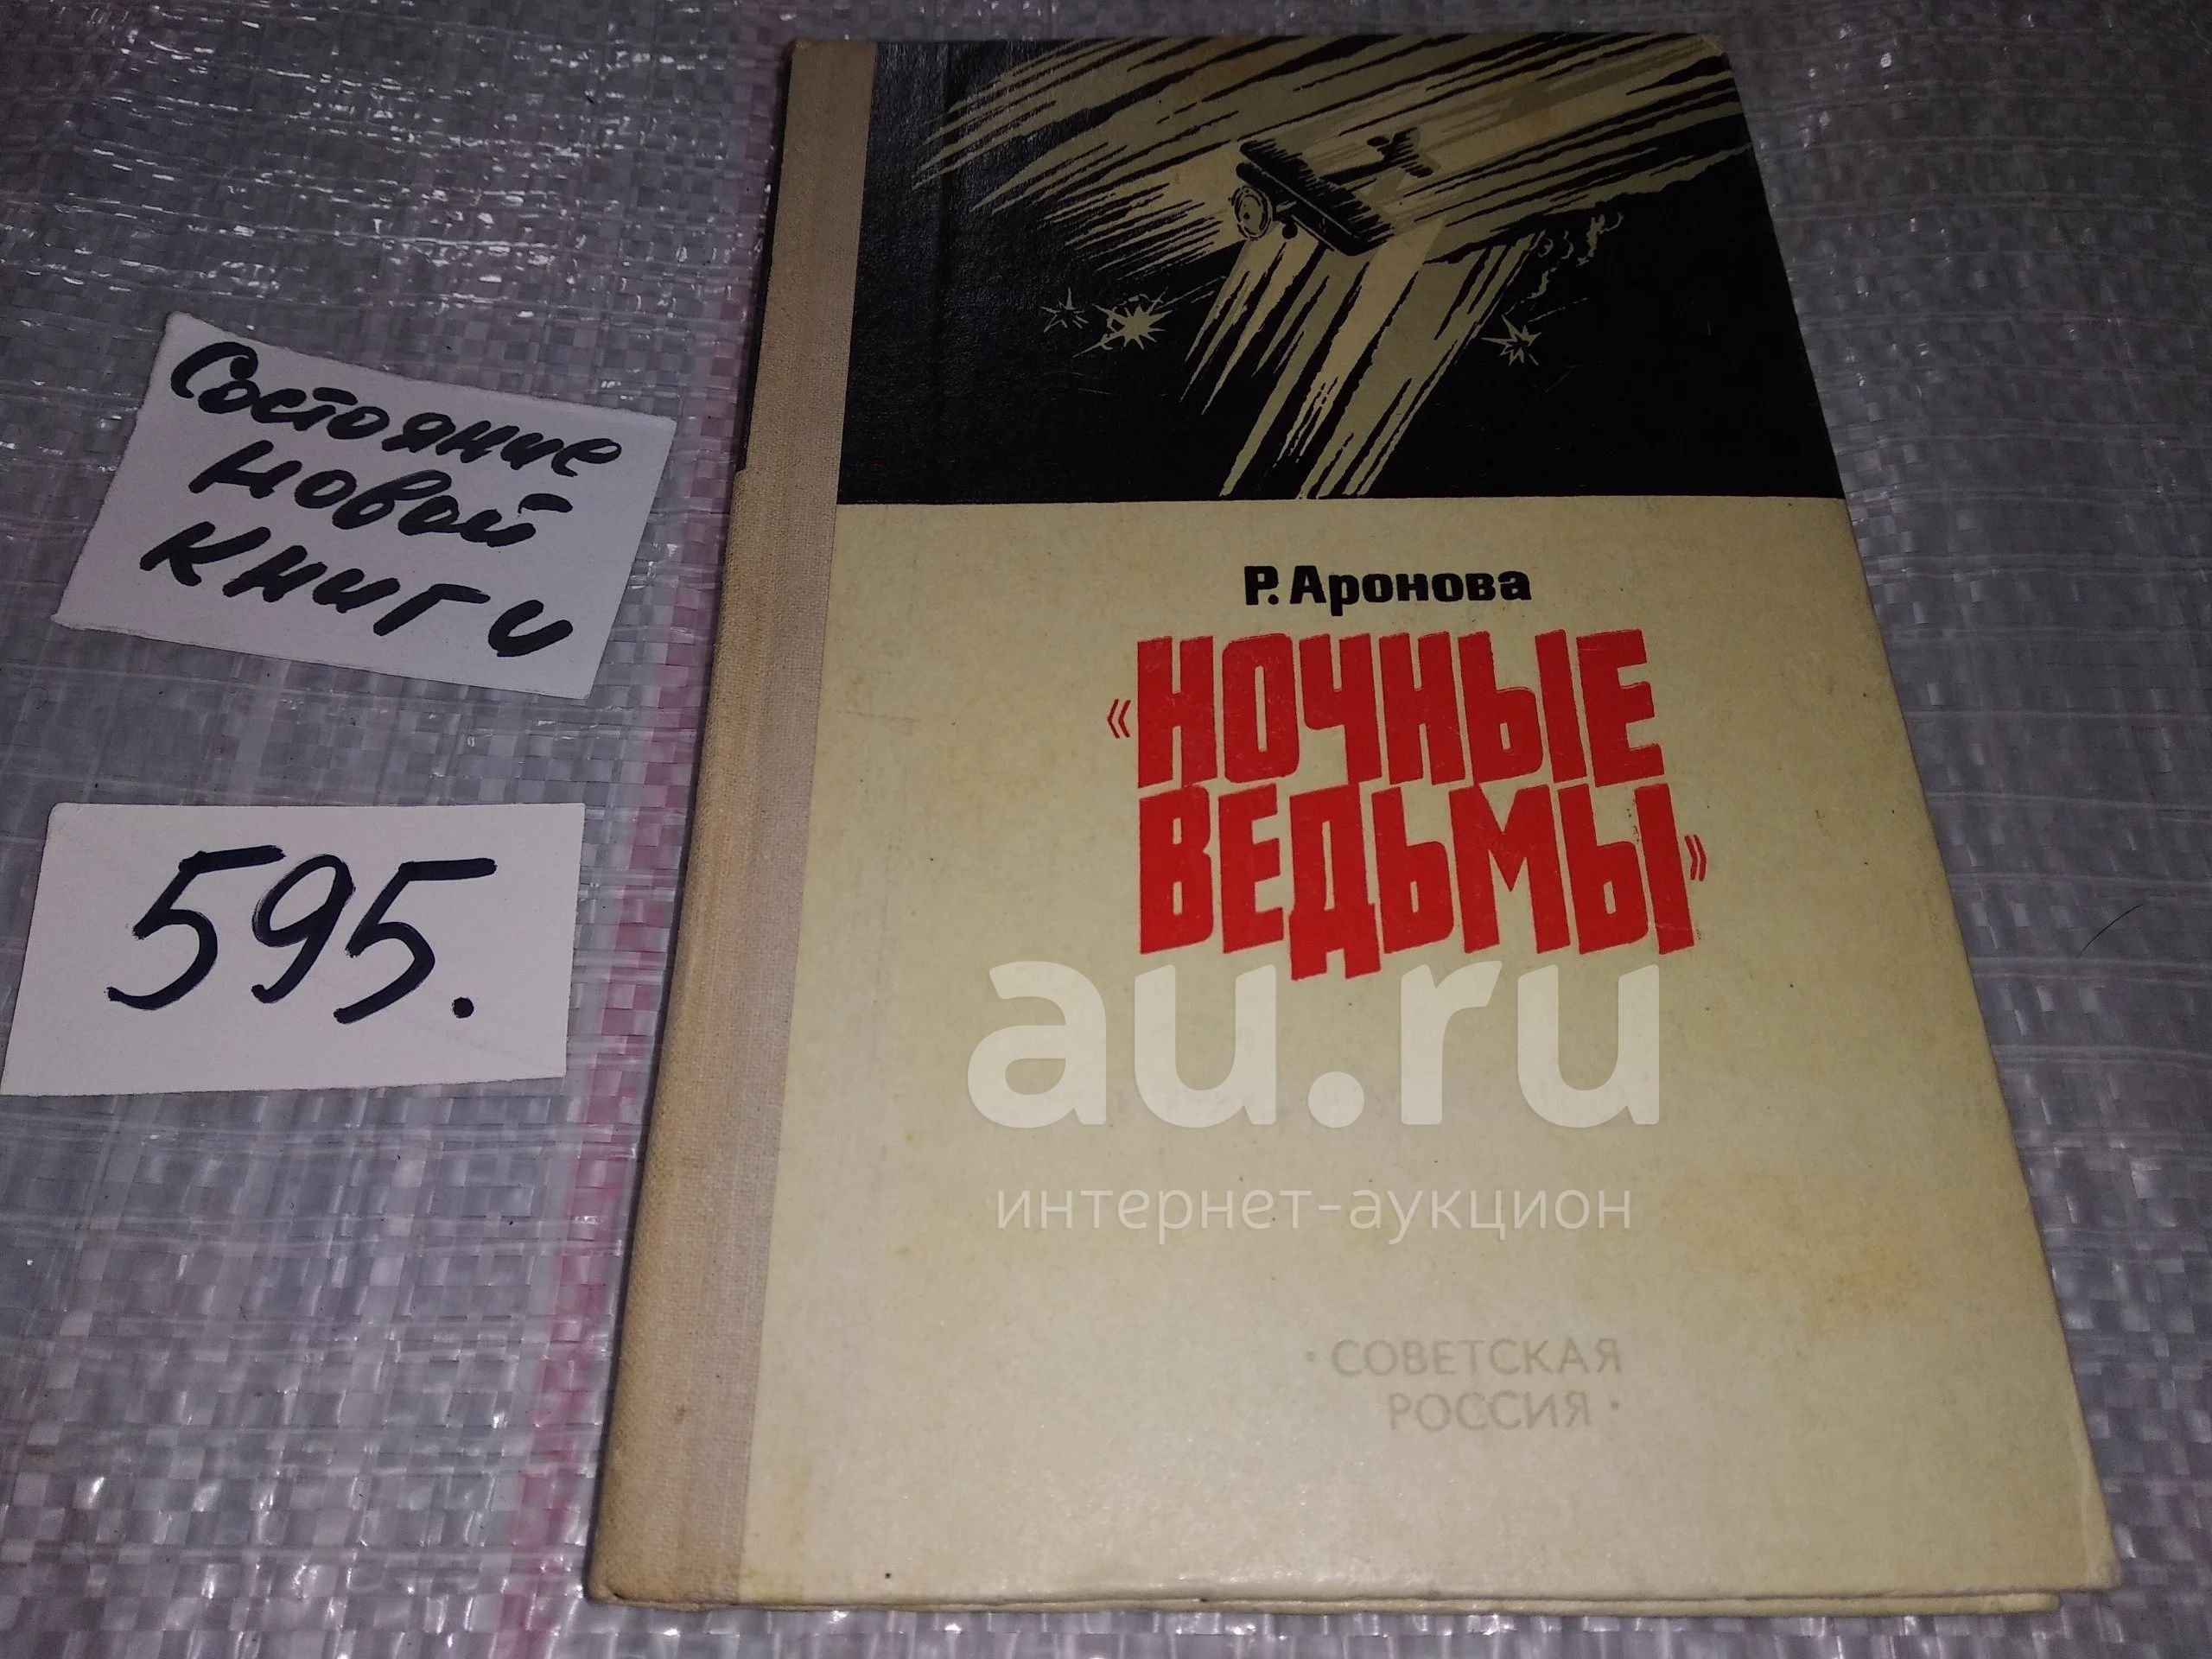 Состояние
новой
книги
595.
Р. Аронова
«НОЧНЫЕ
ВЕДЬМЫ»
au.ru
интернет-аукцион
• СОВЕТСКАЯ
РОССИЯ •